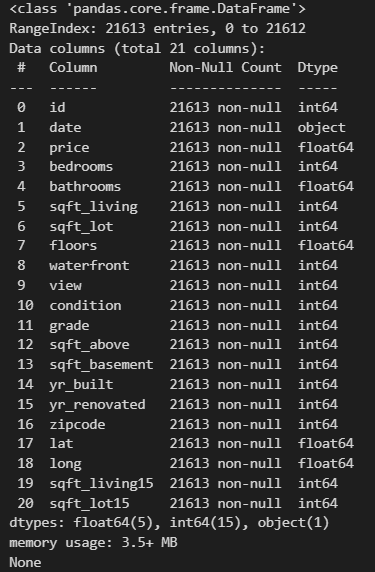 <class 'pandas.core.frame.DataFrame'>
RangeIndex: 21613 entries, 0 to 21612
Data columns (total 21 columns):
 #   Column         Non-Null Count  Dtype
---  ------         --------------  -----
 0   id             21613 non-null  int64
 1   date           21613 non-null  object
 2   price          21613 non-null  float64
 3   bedrooms       21613 non-null  int64
 4   bathrooms      21613 non-null  float64
 5   sqft_living    21613 non-null  int64
 6   sqft_lot       21613 non-null  int64
 7   floors         21613 non-null  float64
 8   waterfront     21613 non-null  int64
 9   view           21613 non-null  int64
 10  condition      21613 non-null  int64
 11  grade          21613 non-null  int64
 12  sqft_above     21613 non-null  int64
 13  sqft_basement  21613 non-null  int64
 14  yr_built       21613 non-null  int64
 15  yr_renovated   21613 non-null  int64
 16  zipcode        21613 non-null  int64
 17  lat            21613 non-null  float64
 18  long           21613 non-null  float64
 19  sqft_living15  21613 non-null  int64
 20  sqft_lot15     21613 non-null  int64
dtypes: float64(5), int64(15), object(1)
memory usage: 3.5+ MB
None